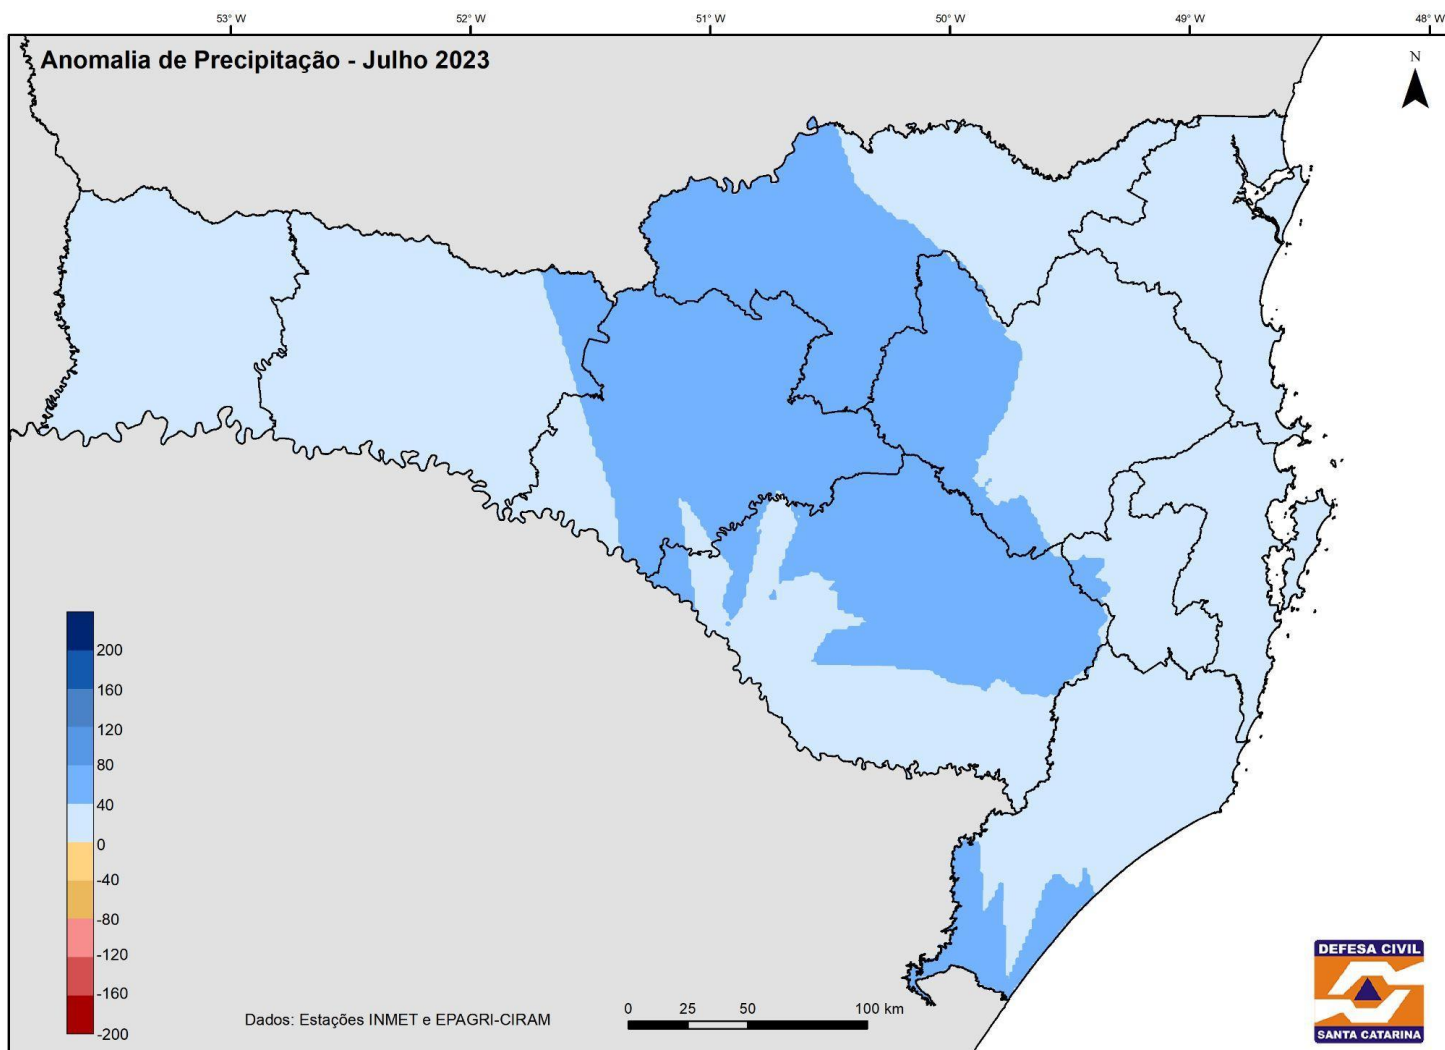 53° W
52° W
51° W
50° W
49° W
48° W
Anomalia de Precipitação - Julho 2023
N
200
160
120
80
40
0
-40
-80
-120
-160
-200
Dados: Estações INMET e EPAGRI-CIRAM
0 25 50 100 km
DEFESA CIVIL
SANTA CATARINA